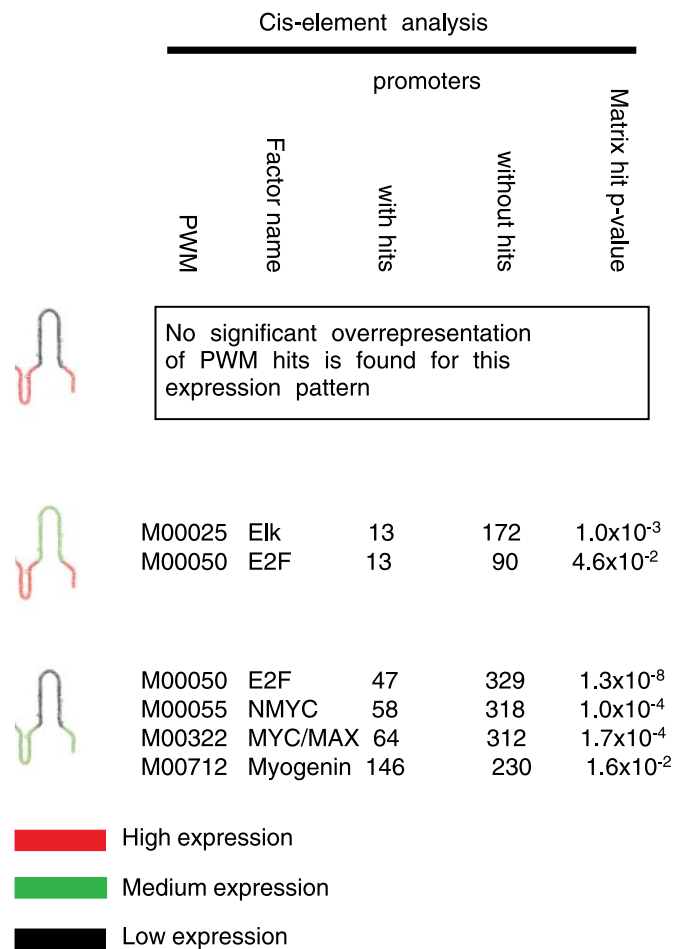 Cis-element analysis
promoters
PWM
Factor name
with hits
without hits
Matrix hit p-value
No significant overrepresentation
of PWM hits is found for this
expression pattern
M00025 Elk 13 172 1.0x10⁻³
M00050 E2F 13 90 4.6x10⁻²
M00050 E2F 47 329 1.3x10⁻⁸
M00055 NMYC 58 318 1.0x10⁻⁴
M00322 MYC/MAX 64 312 1.7x10⁻⁴
M00712 Myogenin 146 230 1.6x10⁻²
High expression
Medium expression
Low expression